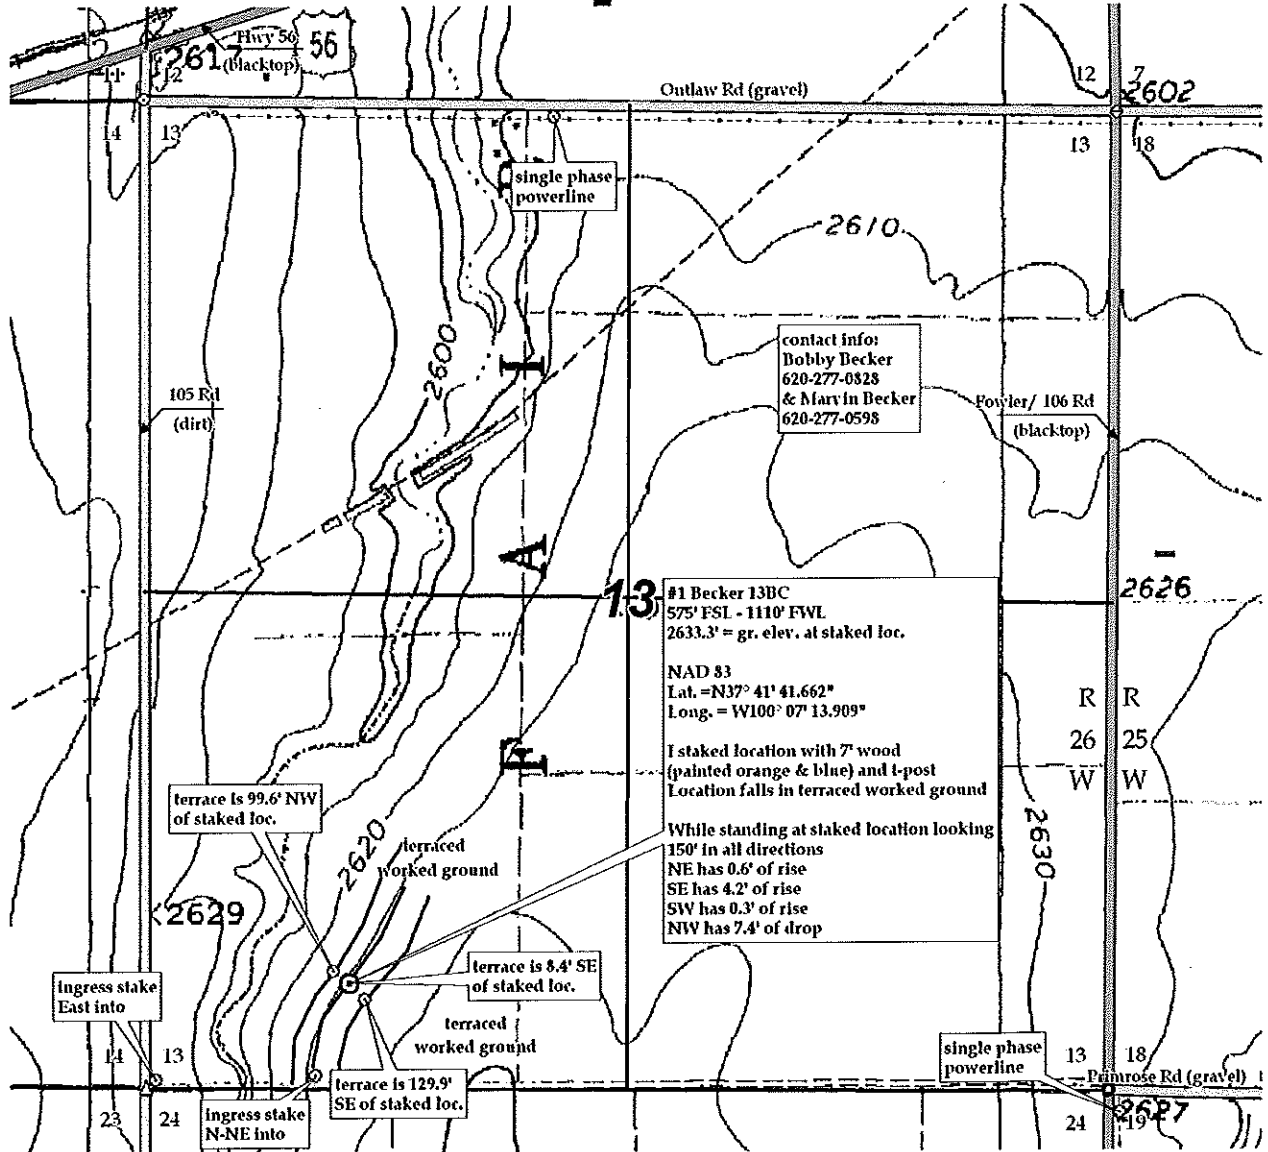 Hwy 56
(blacktop)
56
2617
11
12
14
13
Outlaw Rd (gravel)
12
7
2602
13
18
single phase
powerline
2610
2600
105 Rd
(dirt)
contact info:
Bobby Becker
620-277-0828
& Marvin Becker
620-277-0598
Fowler/ 106 Rd
(blacktop)
I
A
13
#1 Becker 13BC
575' FSL - 1110' FWL
2633.3' = gr. elev. at staked loc.
NAD 83
Lat. =N37° 41' 41.662"
Long. = W100° 07' 13.909"
I staked location with 7' wood
(painted orange & blue) and t-post
Location falls in terraced worked ground
While standing at staked location looking
150' in all directions
NE has 0.6' of rise
SE has 4.2' of rise
SW has 0.3' of rise
NW has 7.4' of drop
2626
R R
26 25
W W
terrace is 99.6' NW
of staked loc.
2620
terraced
worked ground
2630
2629
terrace is 8.4' SE
of staked loc.
ingress stake
East into
terraced
worked ground
14
13
single phase
powerline
13
18
Primrose Rd (gravel)
terrace is 129.9'
SE of staked loc.
ingress stake
N-NE into
23
24
24
19
2627